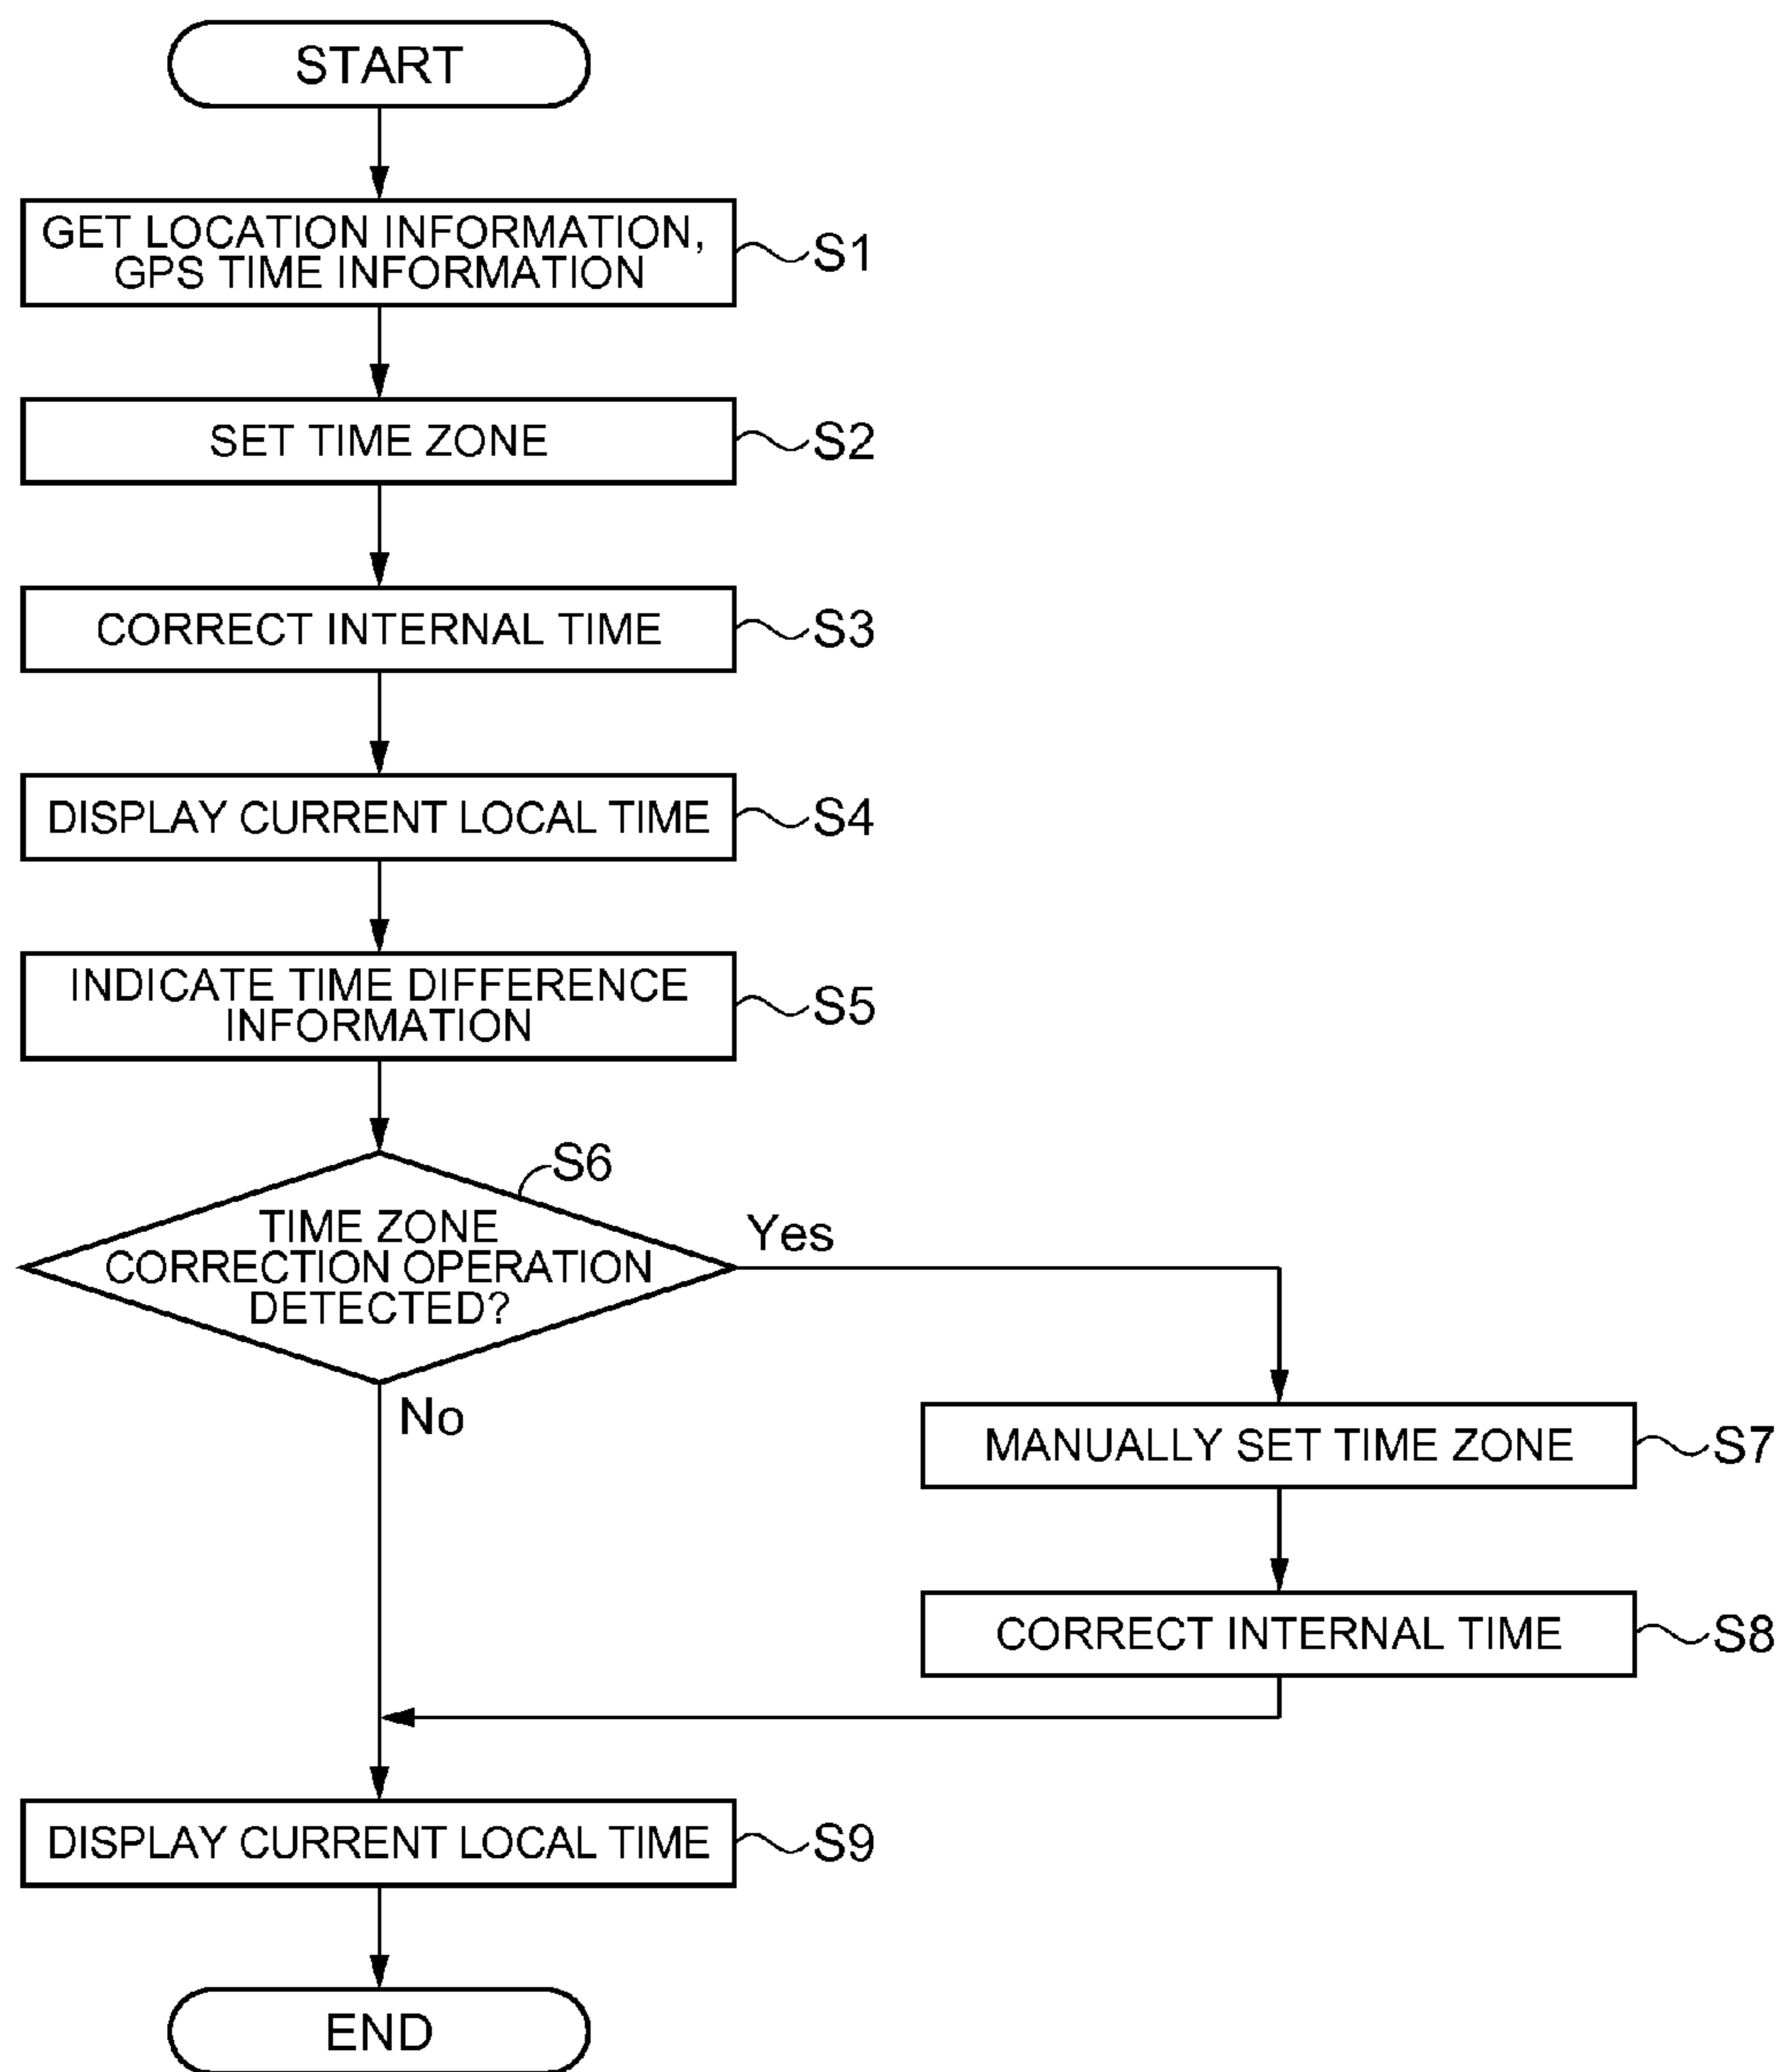 START
GET LOCATION INFORMATION,
GPS TIME INFORMATION
S1
SET TIME ZONE
S2
CORRECT INTERNAL TIME
S3
DISPLAY CURRENT LOCAL TIME
S4
INDICATE TIME DIFFERENCE
INFORMATION
S5
S6
TIME ZONE
CORRECTION OPERATION
DETECTED?
Yes
No
MANUALLY SET TIME ZONE
S7
CORRECT INTERNAL TIME
S8
DISPLAY CURRENT LOCAL TIME
S9
END